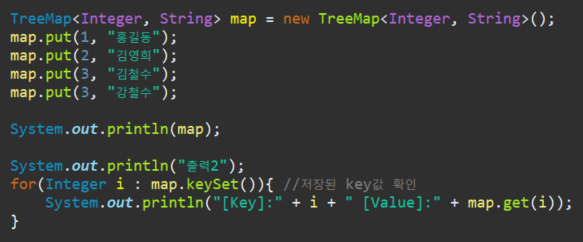 TreeMap<Integer, String> map = new TreeMap<Integer, String>();
map.put(1, "홍길동");
map.put(2, "김영희");
map.put(3, "김철수");
map.put(3, "강철수");
System.out.println(map);
System.out.println("출력2");
for(Integer i : map.keySet()){ //저장된 key값 확인
System.out.println("[Key]:" + i + " [Value]:" + map.get(i));
}